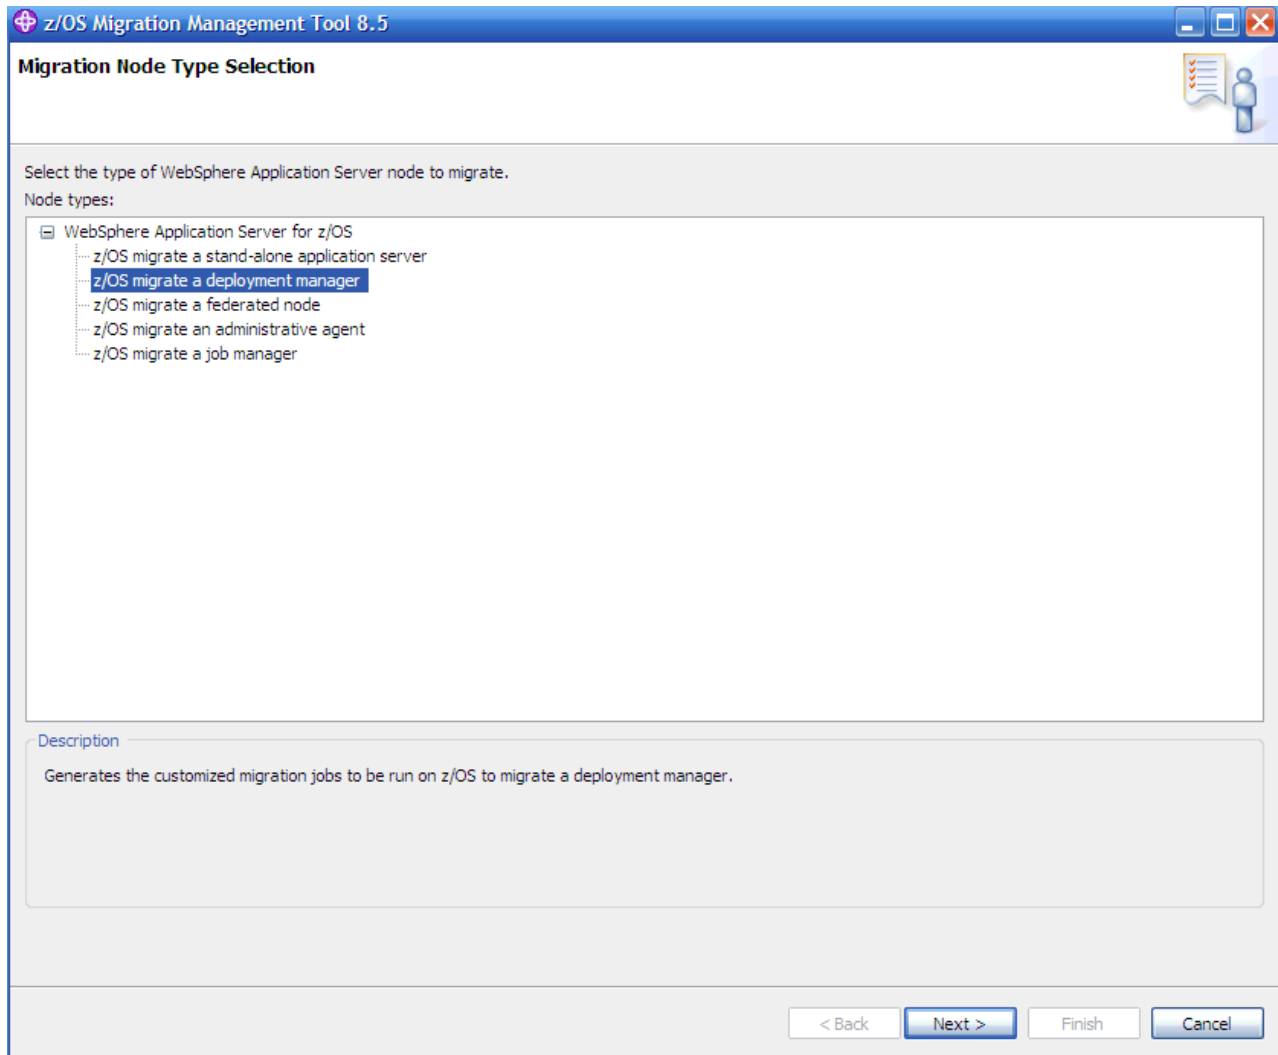 z/OS Migration Management Tool 8.5
Migration Node Type Selection
Select the type of WebSphere Application Server node to migrate.
Node types:
WebSphere Application Server for z/OS
z/OS migrate a stand-alone application server
z/OS migrate a deployment manager
z/OS migrate a federated node
z/OS migrate an administrative agent
z/OS migrate a job manager
Description
Generates the customized migration jobs to be run on z/OS to migrate a deployment manager.
< Back Next > Finish Cancel